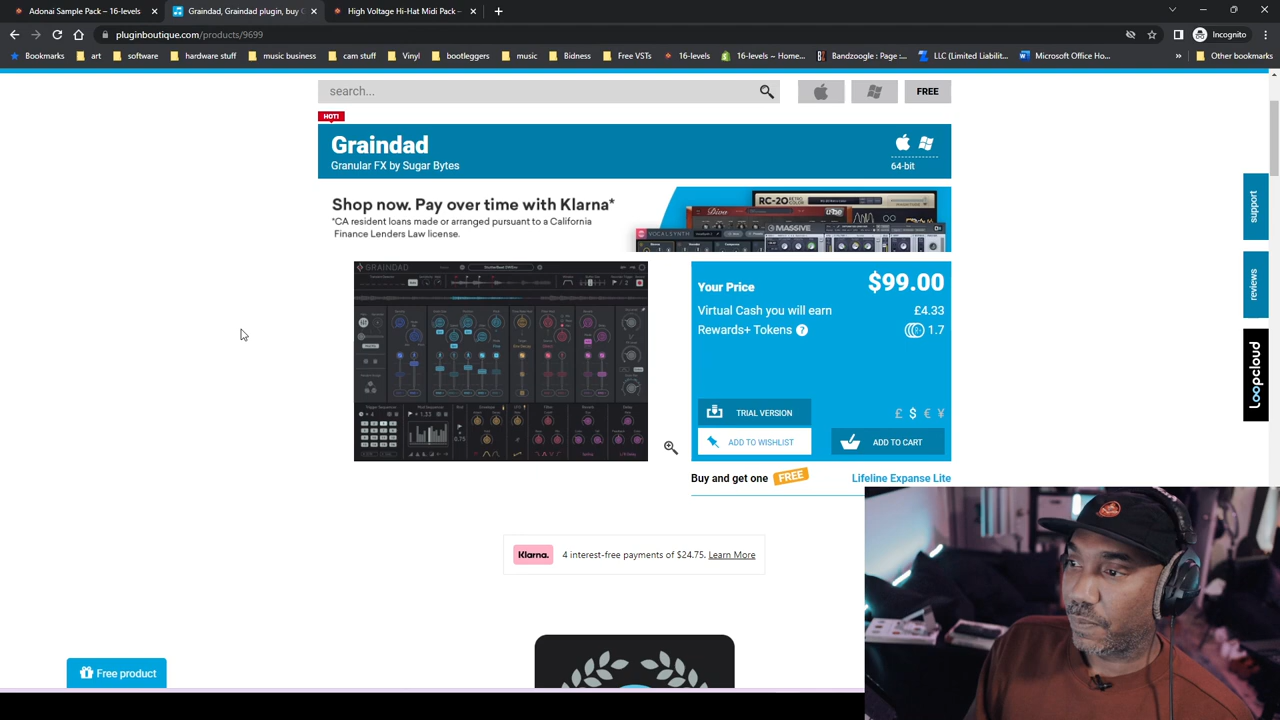 Adonai Sample Pack – 16-levels
Graindad, Graindad plugin, buy G
High Voltage Hi-Hat Midi Pack –
pluginboutique.com/products/9699
Incognito
Bookmarks
art
software
hardware stuff
music business
cam stuff
Vinyl
bootleggers
music
Bidness
Free VSTs
16-levels
16-levels – Home...
Bandzoogle : Page :...
LLC (Limited Liabilit...
Microsoft Office Ho...
»
Other bookmarks
search...
FREE
HOT!
Graindad
Granular FX by Sugar Bytes
64-bit
Shop now. Pay over time with Klarna*
*CA resident loans made or arranged pursuant to a California
Finance Lenders Law license.
RC-20
Diva
u-he
MASSIVE
VOCALSYNTH
GRAINDAD
Your Price
$99.00
Virtual Cash you will earn
£4.33
Rewards+ Tokens ?
1.7
TRIAL VERSION
£ $ € ¥
ADD TO WISHLIST
ADD TO CART
Buy and get one FREE
Lifeline Expanse Lite
Klarna. 4 interest-free payments of $24.75. Learn More
Free product
support
reviews
Loopcloud